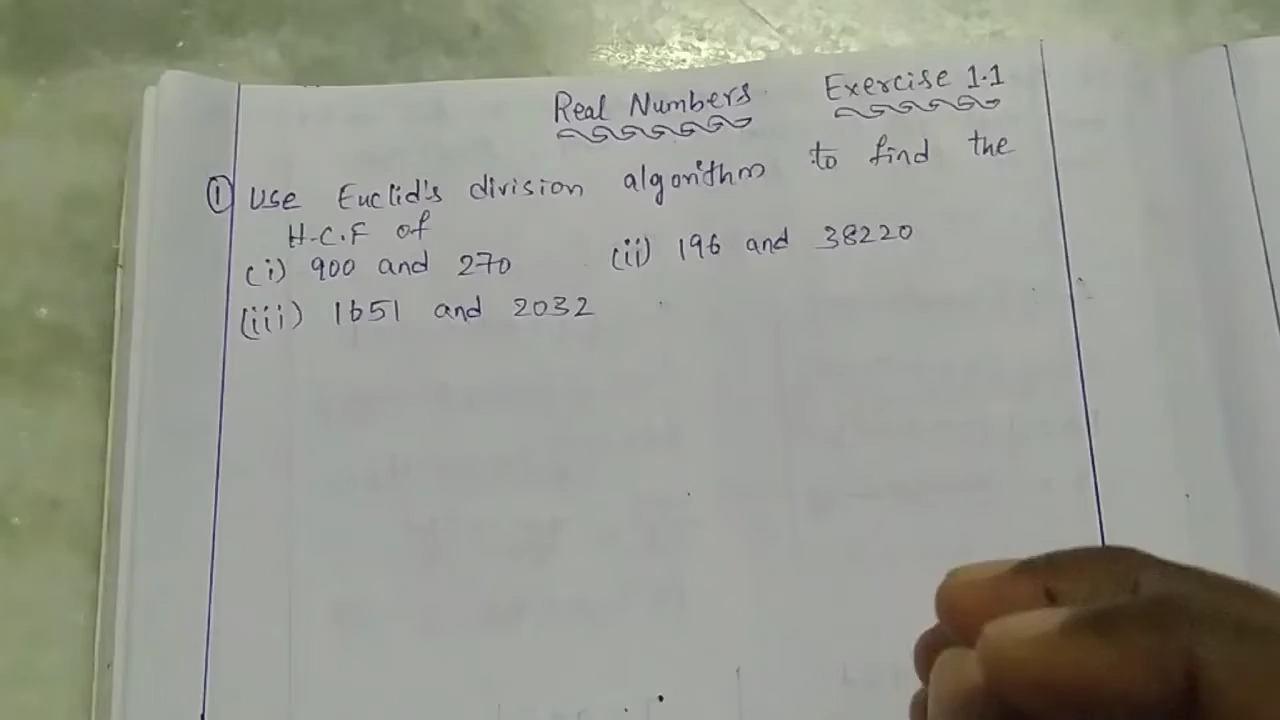 Real Numbers Exercise 1.1
① Use Euclid's division algorithm to find the
H.C.F of
(i) 900 and 270 (ii) 196 and 38220
(iii) 1651 and 2032